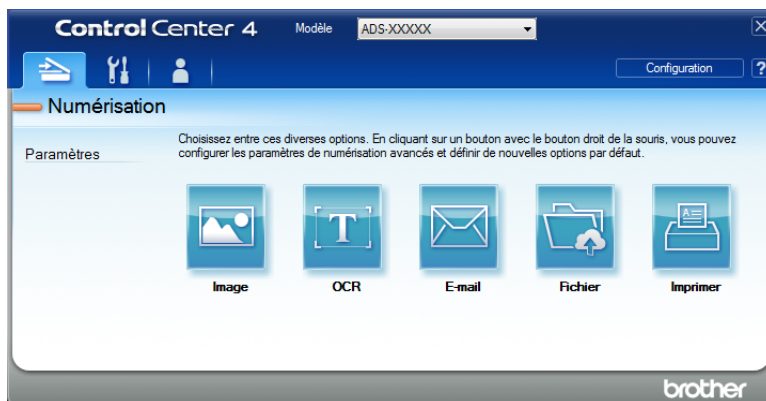 Control Center 4 Modèle ADS-XXXXX
Configuration ?
Numérisation
Paramètres
Choisissez entre ces diverses options. En cliquant sur un bouton avec le bouton droit de la souris, vous pouvez
configurer les paramètres de numérisation avancés et définir de nouvelles options par défaut.
T
Image OCR E-mail Fichier Imprimer
brother